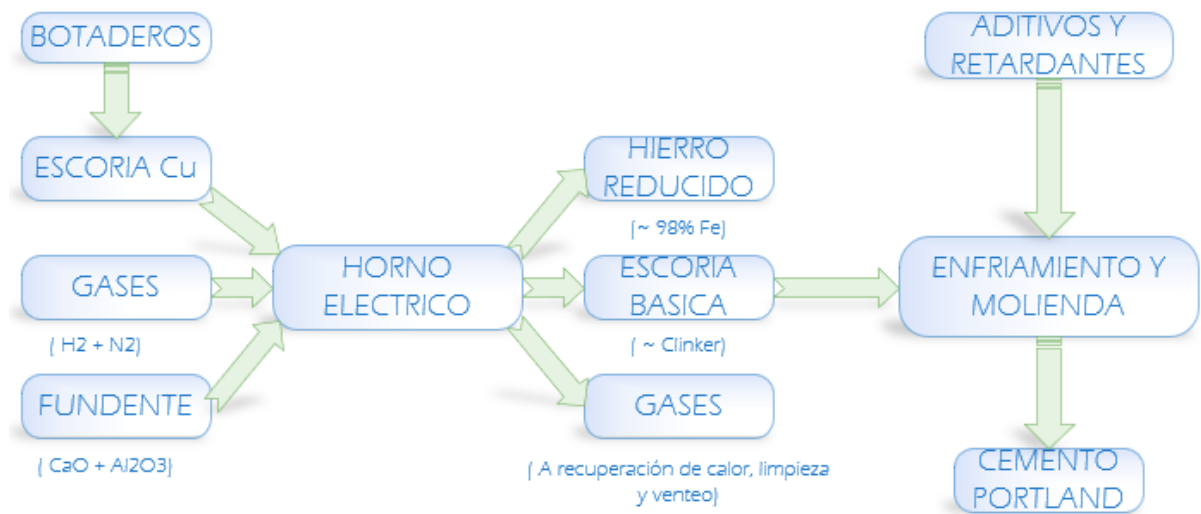 BOTADEROS
ESCORIA Cu
GASES
( H2 + N2)
FUNDENTE
( CaO + Al2O3)
HORNO
ELECTRICO
HIERRO
REDUCIDO
(~ 98% Fe)
ESCORIA
BASICA
( ~ Clinker)
GASES
( A recuperación de calor, limpieza
y venteo)
ADITIVOS Y
RETARDANTES
ENFRIAMIENTO Y
MOLIENDA
CEMENTO
PORTLAND